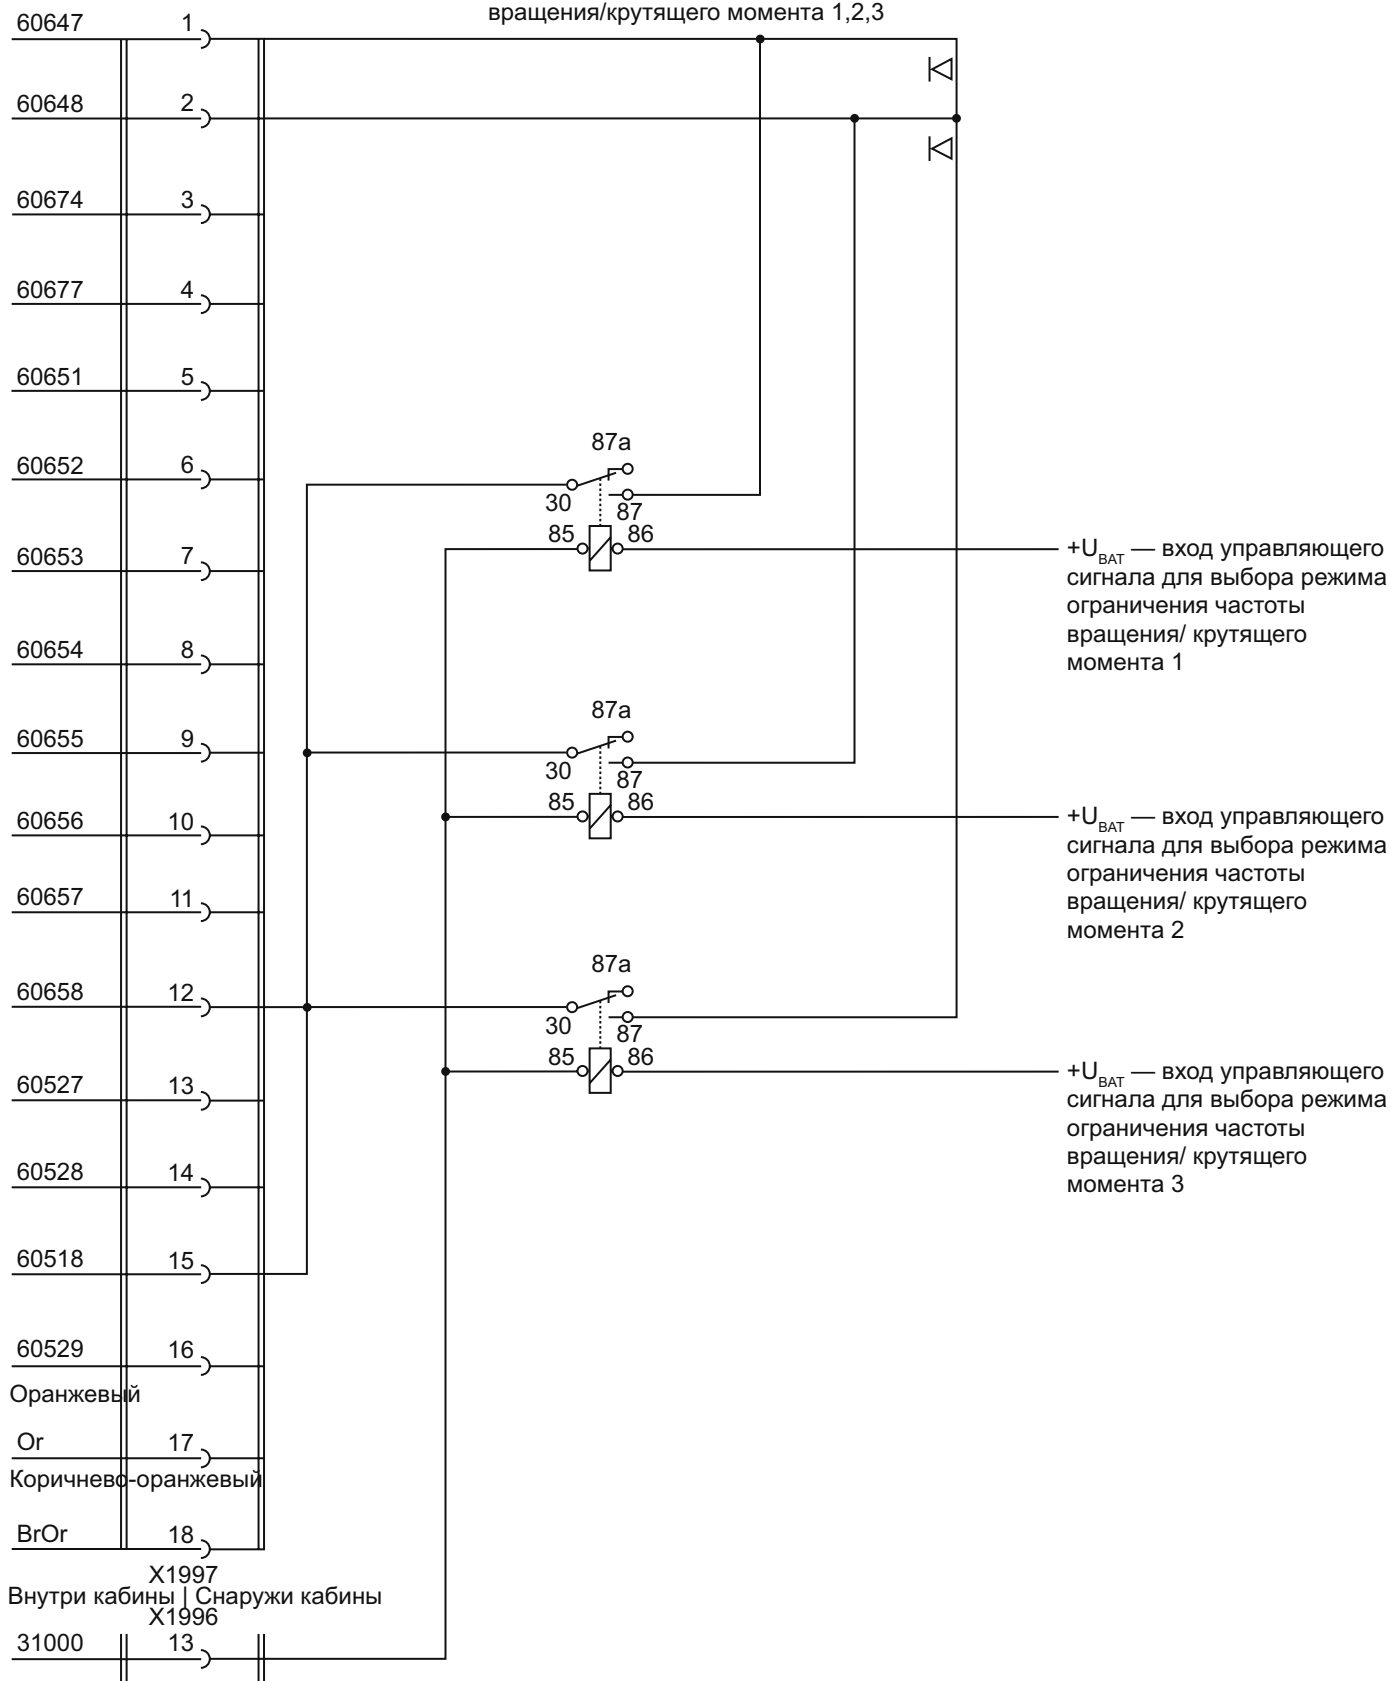 вращения/крутящего момента 1,2,3
60647 1
60648 2
60674 3
60677 4
60651 5
87a
60652 6
30
87
85 86
60653 7
+U_BAT — вход управляющего
сигнала для выбора режима
ограничения частоты
вращения/ крутящего
момента 1
60654 8
87a
60655 9
30
87
85 86
60656 10
+U_BAT — вход управляющего
сигнала для выбора режима
ограничения частоты
вращения/ крутящего
момента 2
60657 11
87a
60658 12
30
87
85 86
60527 13
+U_BAT — вход управляющего
сигнала для выбора режима
ограничения частоты
вращения/ крутящего
момента 3
60528 14
60518 15
60529 16
Оранжевый
Or 17
Коричнево-оранжевый
BrOr 18
X1997
Внутри кабины | Снаружи кабины
X1996
31000 13